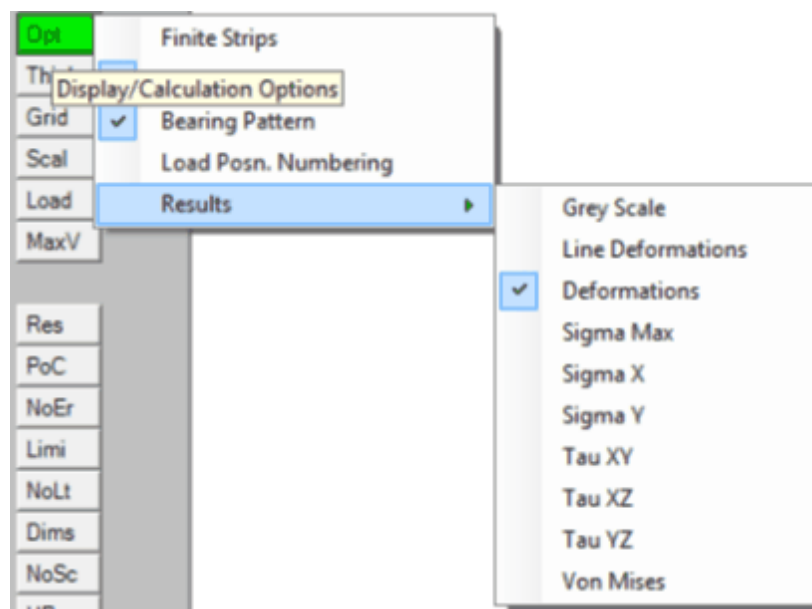 Opt
Finite Strips
Display/Calculation Options
Grid
Bearing Pattern
Scal
Load Posn. Numbering
Load
Results
MaxV
Grey Scale
Line Deformations
Deformations
Sigma Max
Sigma X
Sigma Y
Tau XY
Tau XZ
Tau YZ
Von Mises
Res
PoC
NoEr
Limi
NoLt
Dims
NoSc